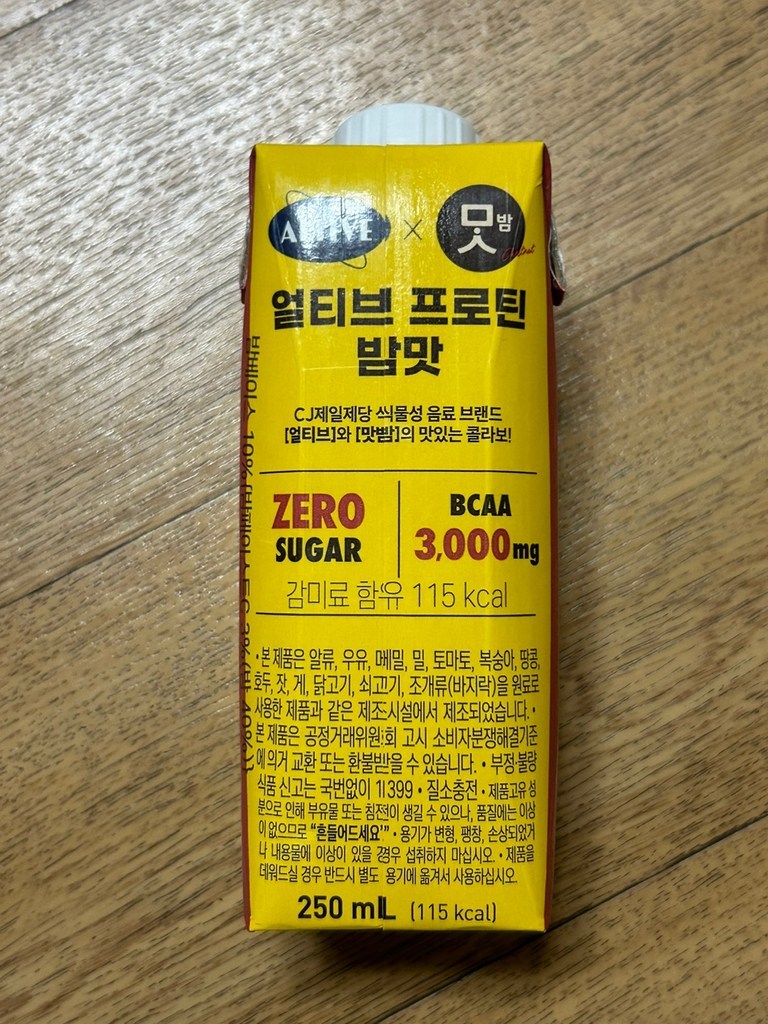 ALTIVE × 맛밤
얼티브 프로틴
밤맛
CJ제일제당 식물성 음료 브랜드
[얼티브]와 [맛밤]의 맛있는 콜라보!
ZERO
SUGAR
BCAA
3,000mg
감미료 함유 115 kcal
• 본 제품은 알류, 우유, 메밀, 밀, 토마토, 복숭아, 땅콩,
호두, 잣, 게, 닭고기, 쇠고기, 조개류(바지락)을 원료로
사용한 제품과 같은 제조시설에서 제조되었습니다. •
본 제품은 공정거래위원회 고시 소비자분쟁해결기준
에 의거 교환 또는 환불받을 수 있습니다. • 부정·불량
식품 신고는 국번없이 1399 • 질소충전 • 제품고유 성
분으로 인해 부유물 또는 침전이 생길 수 있으나, 품질에는 이상
이 없으므로 “흔들어드세요” • 용기가 변형, 팽창, 손상되었거
나 내용물에 이상이 있을 경우 섭취하지 마십시오. • 제품을
데워드실 경우 반드시 별도 용기에 옮겨서 사용하십시오.
250 mL (115 kcal)